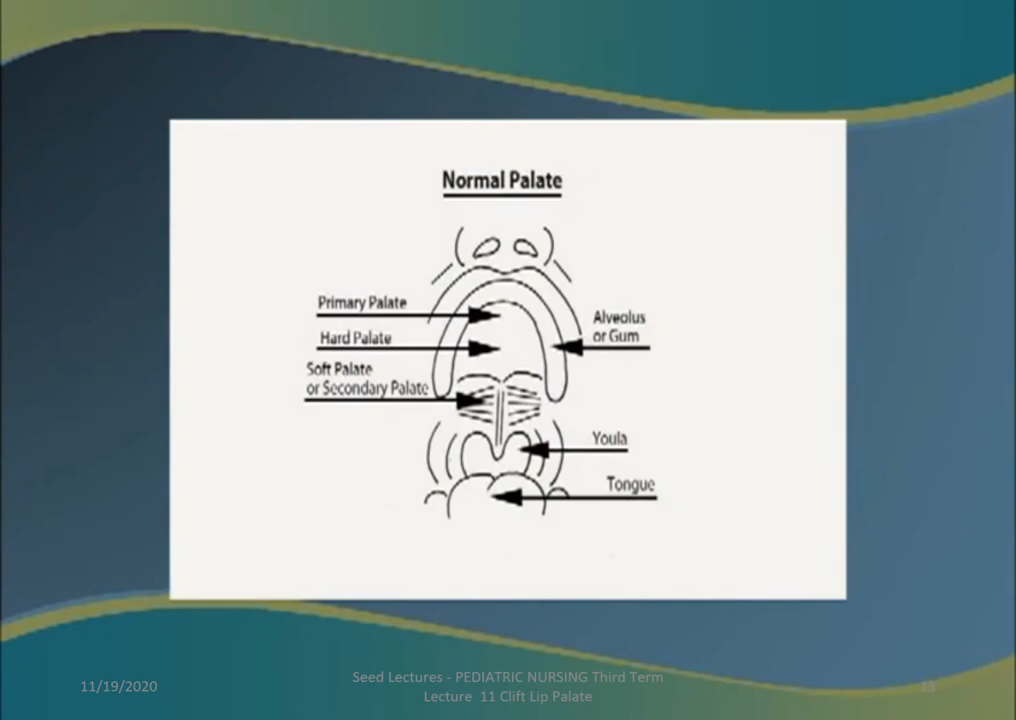 Normal Palate
Primary Palate
Hard Palate
Soft Palate
or Secondary Palate
Alveolus
or Gum
Youla
Tongue
11/19/2020
Seed Lectures - PEDIATRIC NURSING Third Term
Lecture 11 Clift Lip Palate